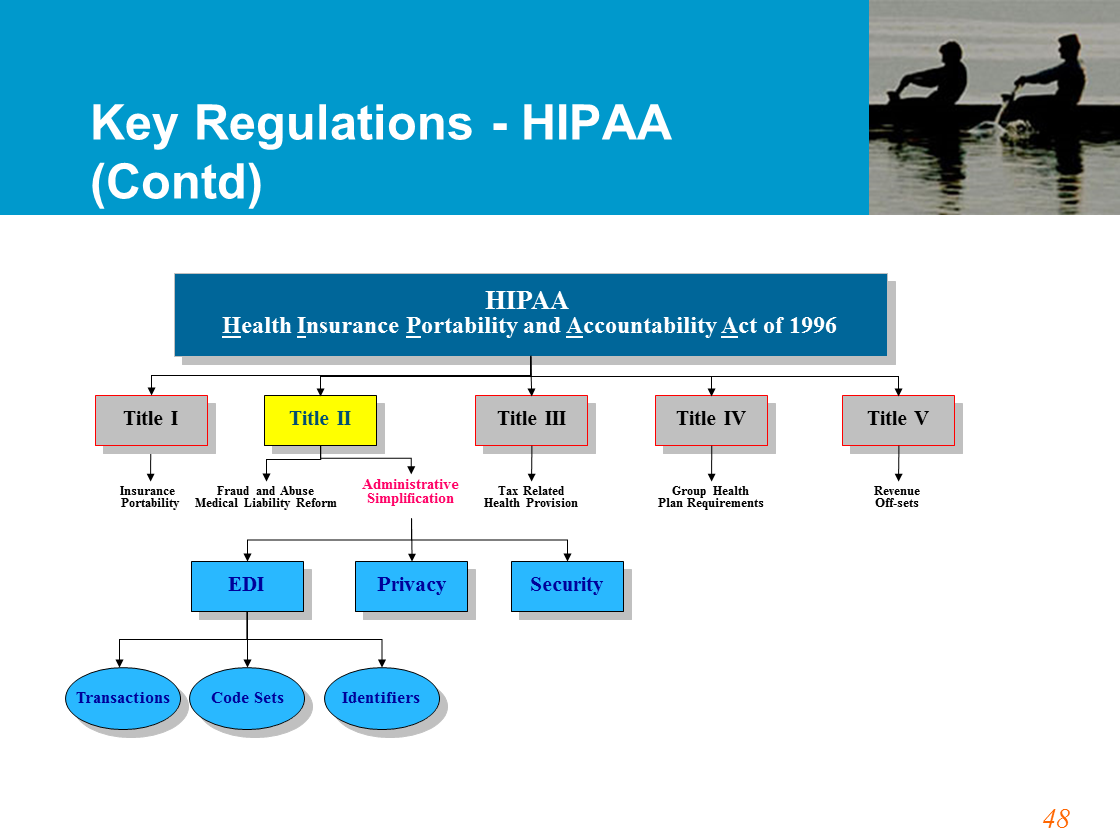 Key Regulations - HIPAA
(Contd)
HIPAA
Health Insurance Portability and Accountability Act of 1996
Title I
Title II
Title III
Title IV
Title V
Insurance
Portability
Fraud and Abuse
Medical Liability Reform
Administrative
Simplification
Tax Related
Health Provision
Group Health
Plan Requirements
Revenue
Off-sets
EDI
Privacy
Security
Transactions
Code Sets
Identifiers
48